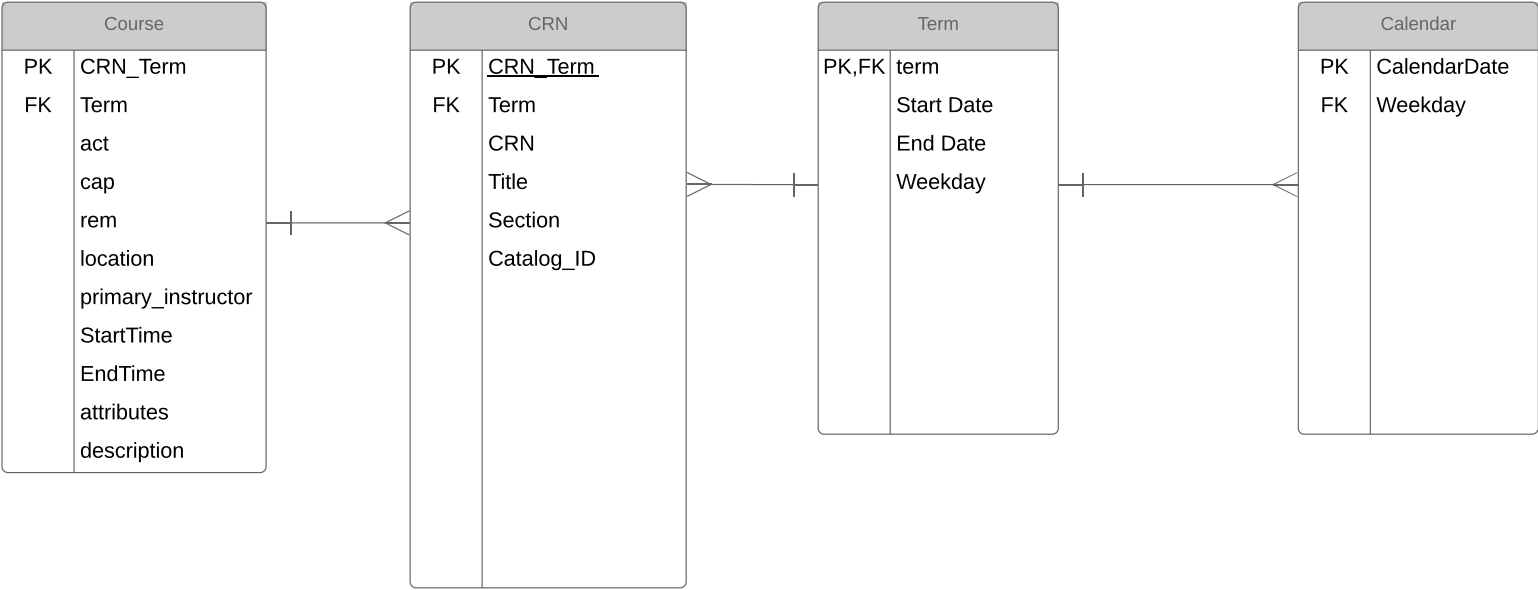 Course
PK CRN_Term
FK Term
act
cap
rem
location
primary_instructor
StartTime
EndTime
attributes
description
CRN
PK CRN_Term
FK Term
CRN
Title
Section
Catalog_ID
Term
PK,FK term
Start Date
End Date
Weekday
Calendar
PK CalendarDate
FK Weekday